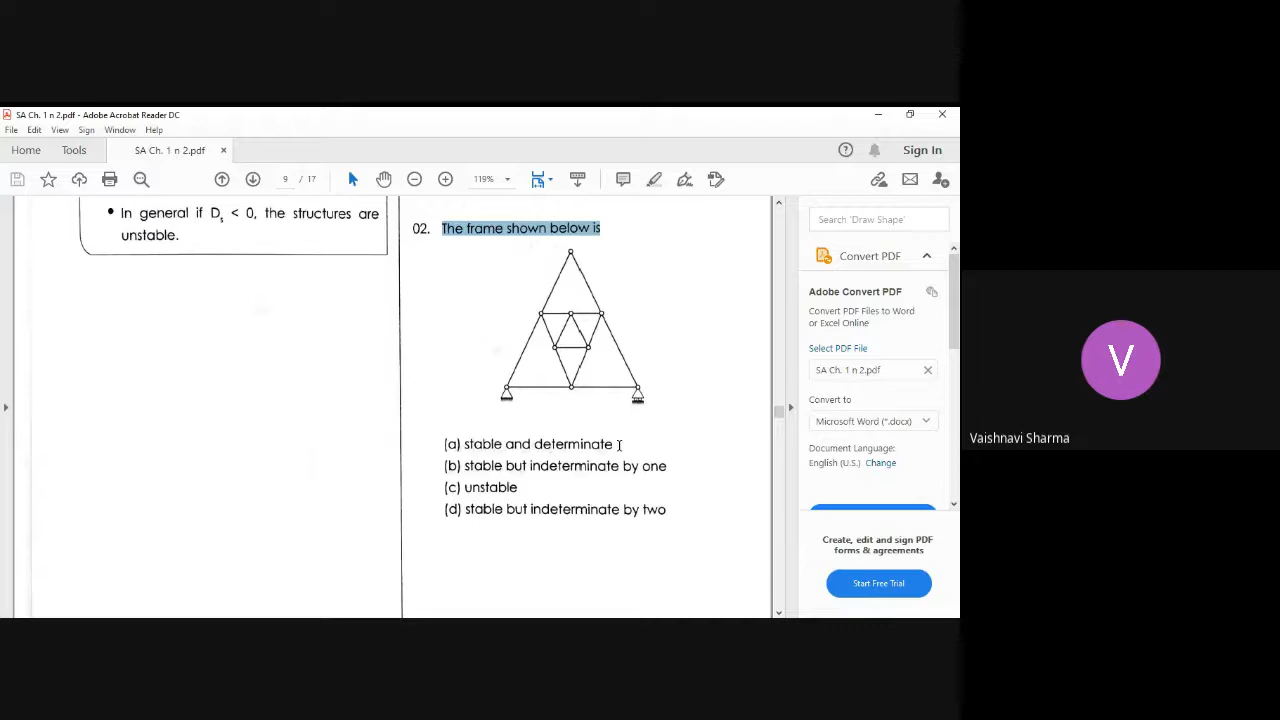 SA Ch. 1 n 2.pdf - Adobe Acrobat Reader DC
File Edit View Sign Window Help
Home Tools SA Ch. 1 n 2.pdf × Sign In
9 / 17 119%
• In general if Ds < 0, the structures are
unstable.
02. The frame shown below is
(a) stable and determinate
(b) stable but indeterminate by one
(c) unstable
(d) stable but indeterminate by two
Search 'Draw Shape'
Convert PDF
Adobe Convert PDF
Convert PDF Files to Word
or Excel Online
Select PDF File
SA Ch. 1 n 2.pdf
Convert to
Microsoft Word (*.docx)
Document Language:
English (U.S.) Change
Create, edit and sign PDF
forms & agreements
Start Free Trial
V
Vaishnavi Sharma